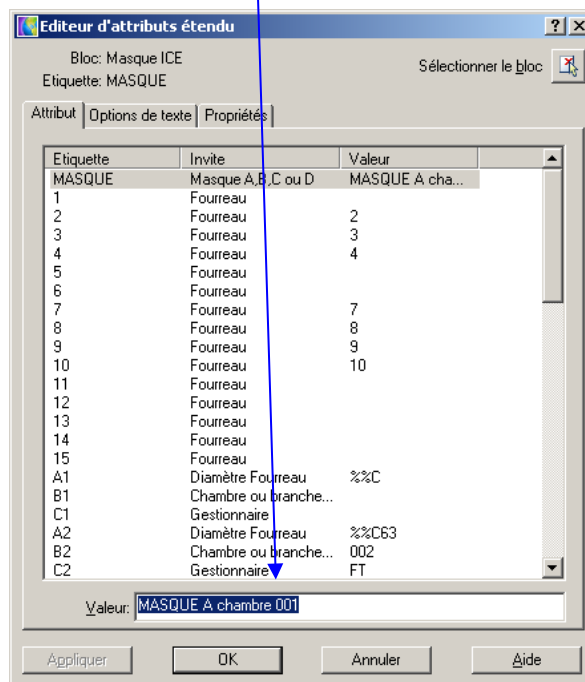 Editeur d'attributs étendu
Bloc: Masque ICE
Etiquette: MASQUE
Sélectionner le bloc
Attribut Options de texte Propriétés
Etiquette Invite Valeur
MASQUE Masque A,B,C ou D MASQUE A cha...
1 Fourreau
2 Fourreau 2
3 Fourreau 3
4 Fourreau 4
5 Fourreau
6 Fourreau
7 Fourreau 7
8 Fourreau 8
9 Fourreau 9
10 Fourreau 10
11 Fourreau
12 Fourreau
13 Fourreau
14 Fourreau
15 Fourreau
A1 Diamètre Fourreau %%C
B1 Chambre ou branche...
C1 Gestionnaire
A2 Diamètre Fourreau %%C63
B2 Chambre ou branche... 002
C2 Gestionnaire FT
Valeur: MASQUE A chambre 001
Appliquer OK Annuler Aide